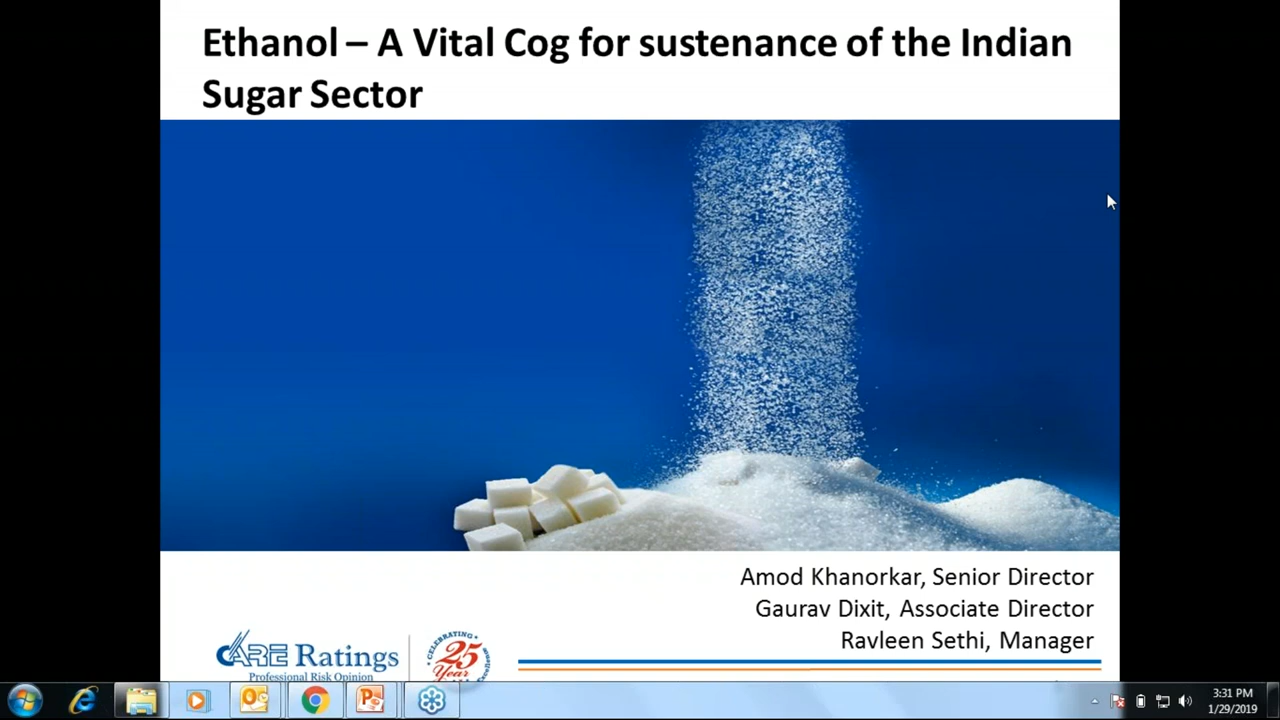 Ethanol – A Vital Cog for sustenance of the Indian
Sugar Sector
Amod Khanorkar, Senior Director
Gaurav Dixit, Associate Director
Ravleen Sethi, Manager
CARE Ratings
Professional Risk Opinion
CELEBRATING
25
Year
3:31 PM
1/29/2019